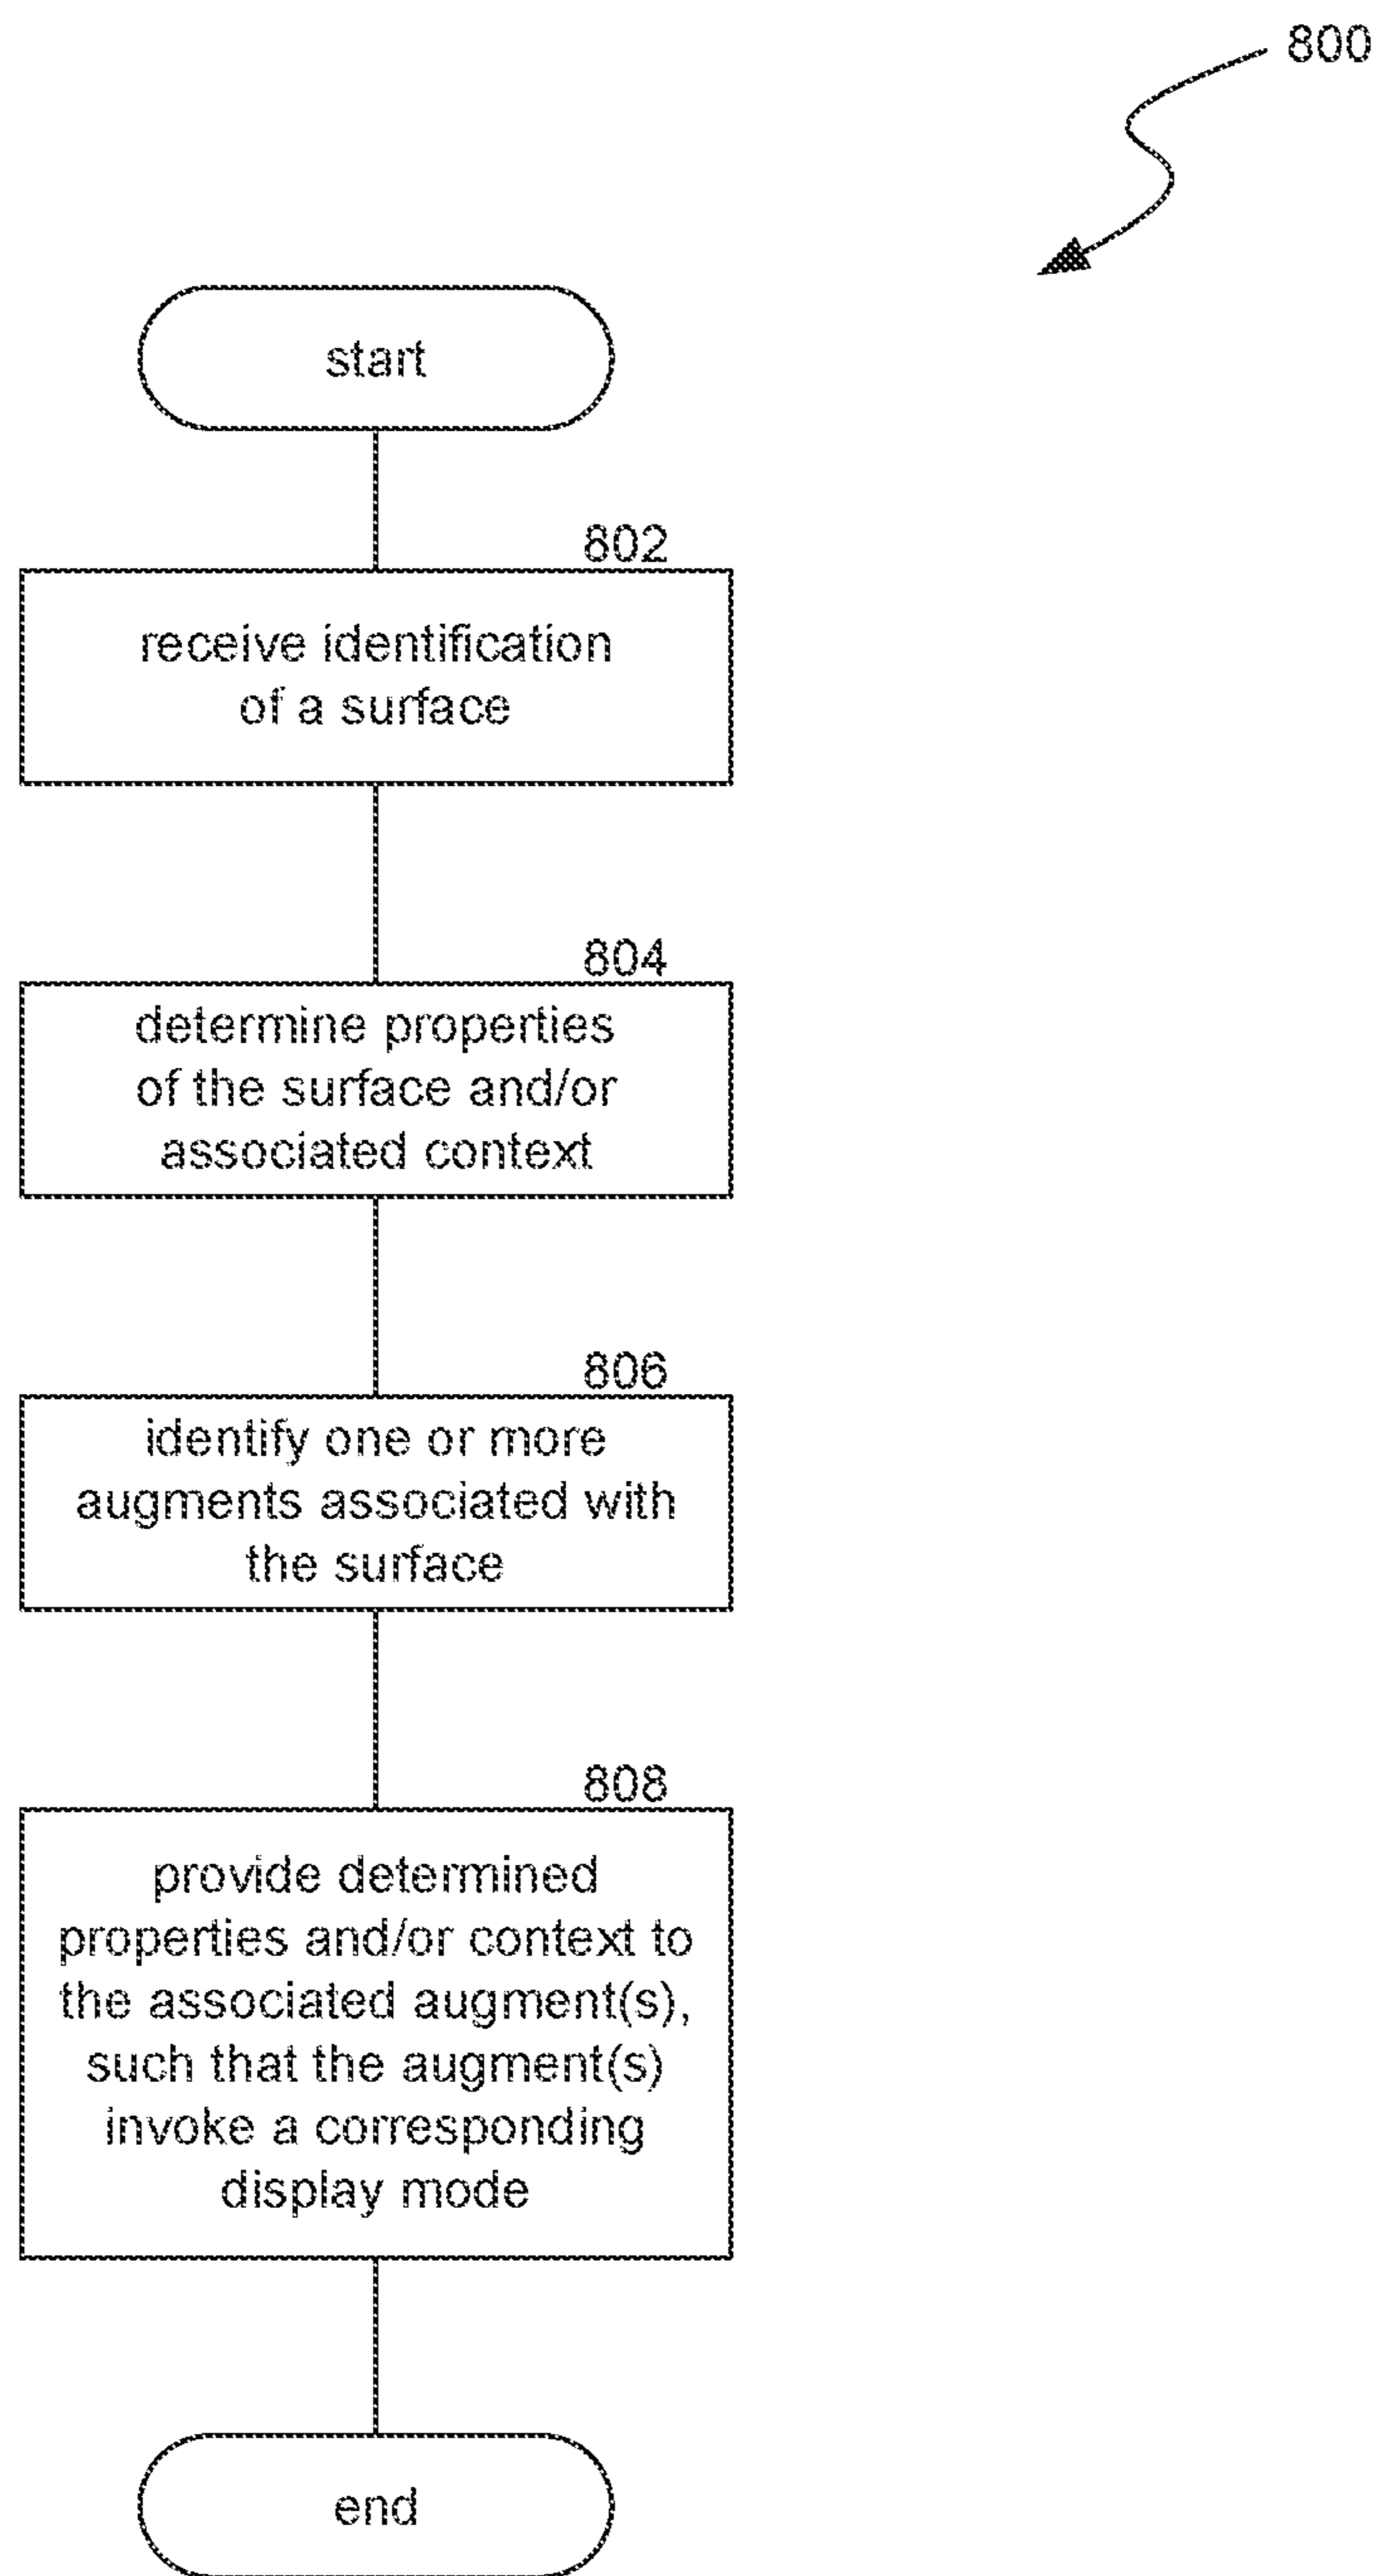 800
start
802
receive identification
of a surface
804
determine properties
of the surface and/or
associated context
806
identify one or more
augments associated with
the surface
808
provide determined
properties and/or context to
the associated augment(s),
such that the augment(s)
invoke a corresponding
display mode
end